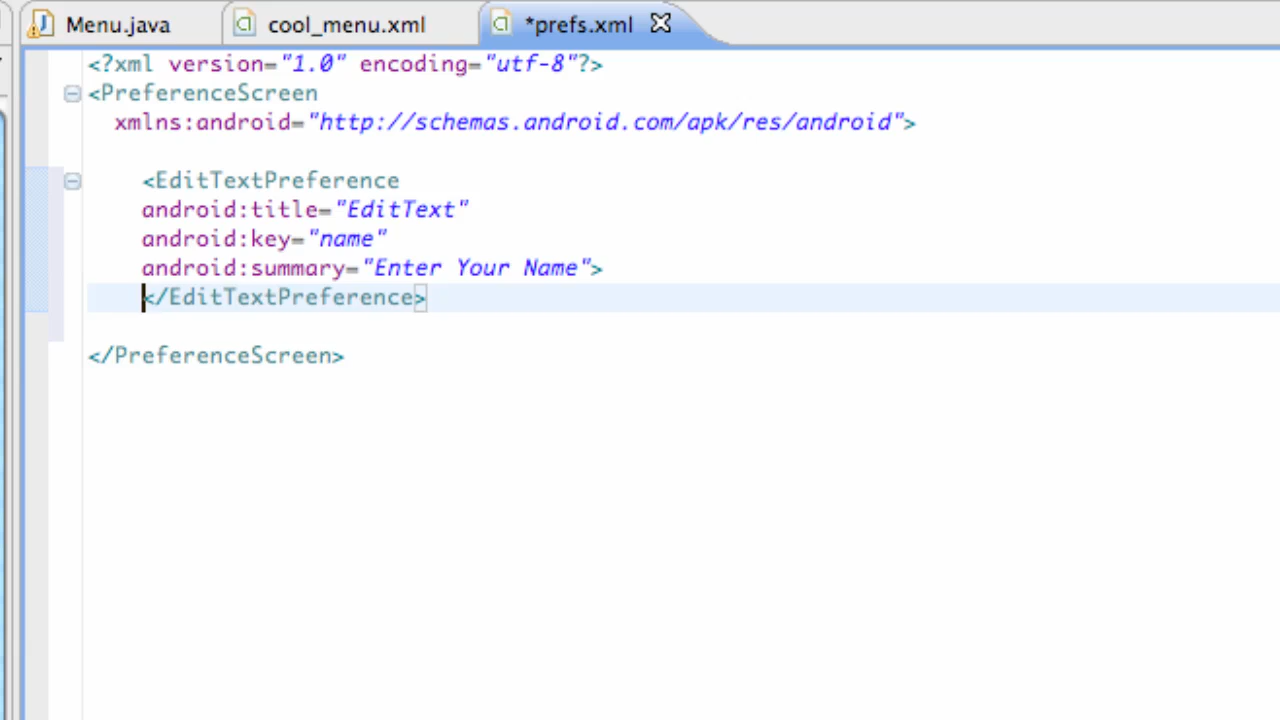 Menu.java cool_menu.xml *prefs.xml
<?xml version="1.0" encoding="utf-8"?>
<PreferenceScreen
xmlns:android="http://schemas.android.com/apk/res/android">
<EditTextPreference
android:title="EditText"
android:key="name"
android:summary="Enter Your Name">
</EditTextPreference>
</PreferenceScreen>